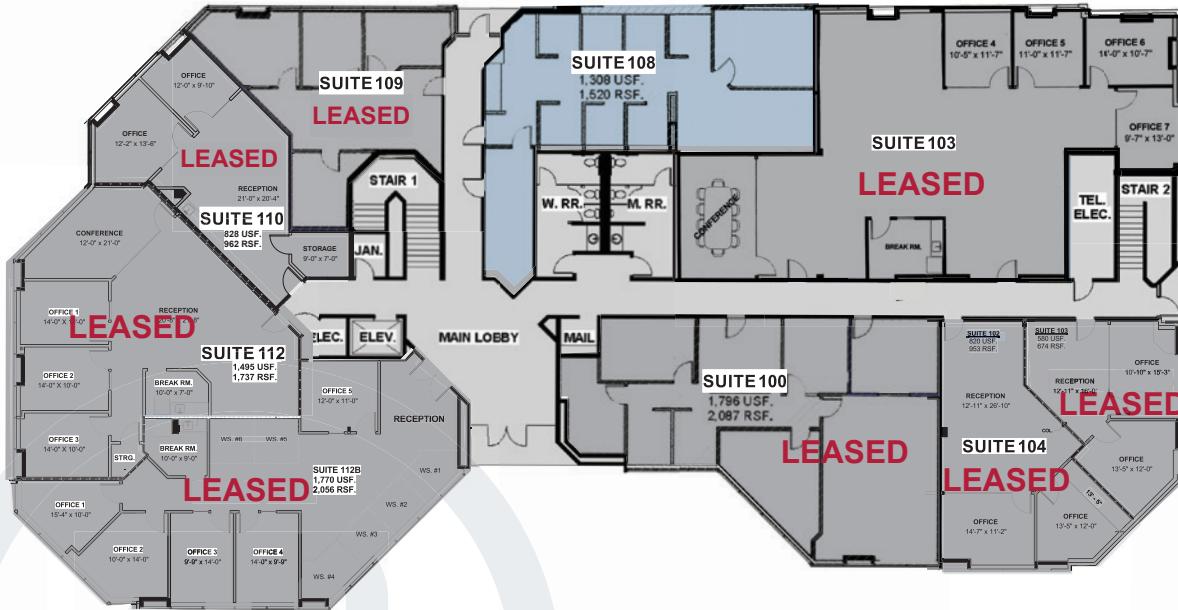 SUITE 109
LEASED
OFFICE
12'-0" x 9'-10"
OFFICE
12'-2" x 13'-6"
LEASED
RECEPTION
21'-0" x 20'-4"
SUITE 110
828 USF.
962 RSF.
STORAGE
9'-0" x 7'-0"
STAIR 1
JAN.
SUITE 108
1,308 USF.
1,520 RSF.
W. RR.
M. RR.
CONFERENCE
SUITE 103
LEASED
BREAK RM.
OFFICE 4
10'-5" x 11'-7"
OFFICE 5
11'-0" x 11'-7"
OFFICE 6
10'-7"
OFFICE 7
9'-7" x 13'-0"
TEL.
ELEC.
STAIR 2
CONFERENCE
12'-0" x 21'-0"
OFFICE 1
14'-0" X
RECEPTION
LEASED
SUITE 112
1,495 USF.
1,737 RSF.
OFFICE 2
14'-0" X 10'-0"
BREAK RM.
10'-0" x 7'-0"
OFFICE 3
14'-0" X 10'-0"
STRG.
BREAK RM.
10'-0" x 9'-0"
ELEC.
ELEV.
MAIN LOBBY
MAIL
OFFICE 5
12'-0" x 11'-0"
RECEPTION
WS. #6
WS. #5
WS. #1
WS. #2
WS. #3
WS. #4
SUITE 112B
1,770 USF.
2,056 RSF.
LEASED
OFFICE 1
15'-4" x 10'-0"
OFFICE 2
10'-0" x 14'-0"
OFFICE 3
9'-9" x 14'-0"
OFFICE 4
14'-0" x 9'-9"
SUITE 100
1,796 USF.
2,087 RSF.
LEASED
SUITE 102
820 USF.
953 RSF.
RECEPTION
12'-11" x 26'-10"
SUITE 104
LEASED
OFFICE
14'-7" x 11'-2"
SUITE 103
580 USF.
674 RSF.
RECEPTION
OFFICE
10'-10" x 15'-3"
LEASED
COL.
OFFICE
13'-5" x 12'-0"
OFFICE
13'-5" x 12'-0"